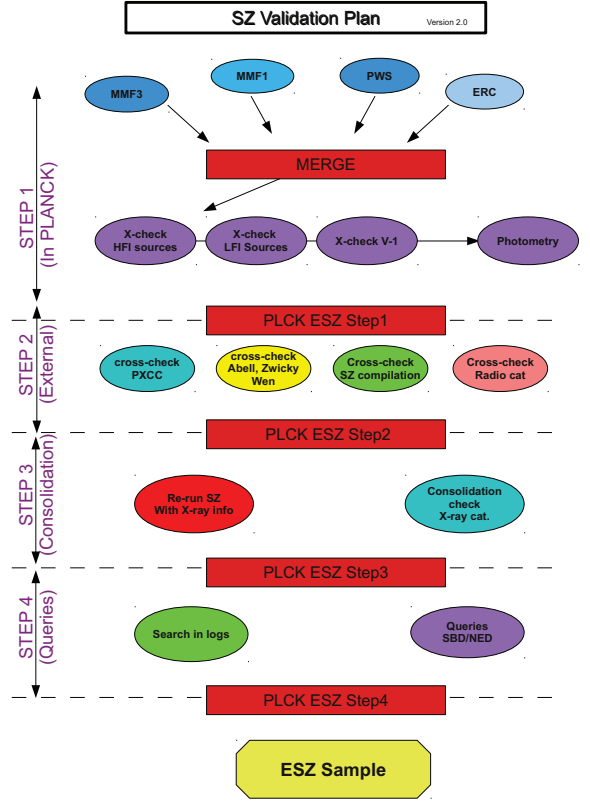 SZ Validation Plan Version 2.0
MMF3
MMF1
PWS
ERC
MERGE
STEP 1
(In PLANCK)
X-check
HFI sources
X-check
LFI Sources
X-check V-1
Photometry
PLCK ESZ Step1
STEP 2
(External)
cross-check
PXCC
cross-check
Abell, Zwicky
Wen
Cross-check
SZ compilation
Cross-check
Radio cat
PLCK ESZ Step2
STEP 3
(Consolidation)
Re-run SZ
With X-ray info
Consolidation
check
X-ray cat.
PLCK ESZ Step3
STEP 4
(Queries)
Search in logs
Queries
SBD/NED
PLCK ESZ Step4
ESZ Sample